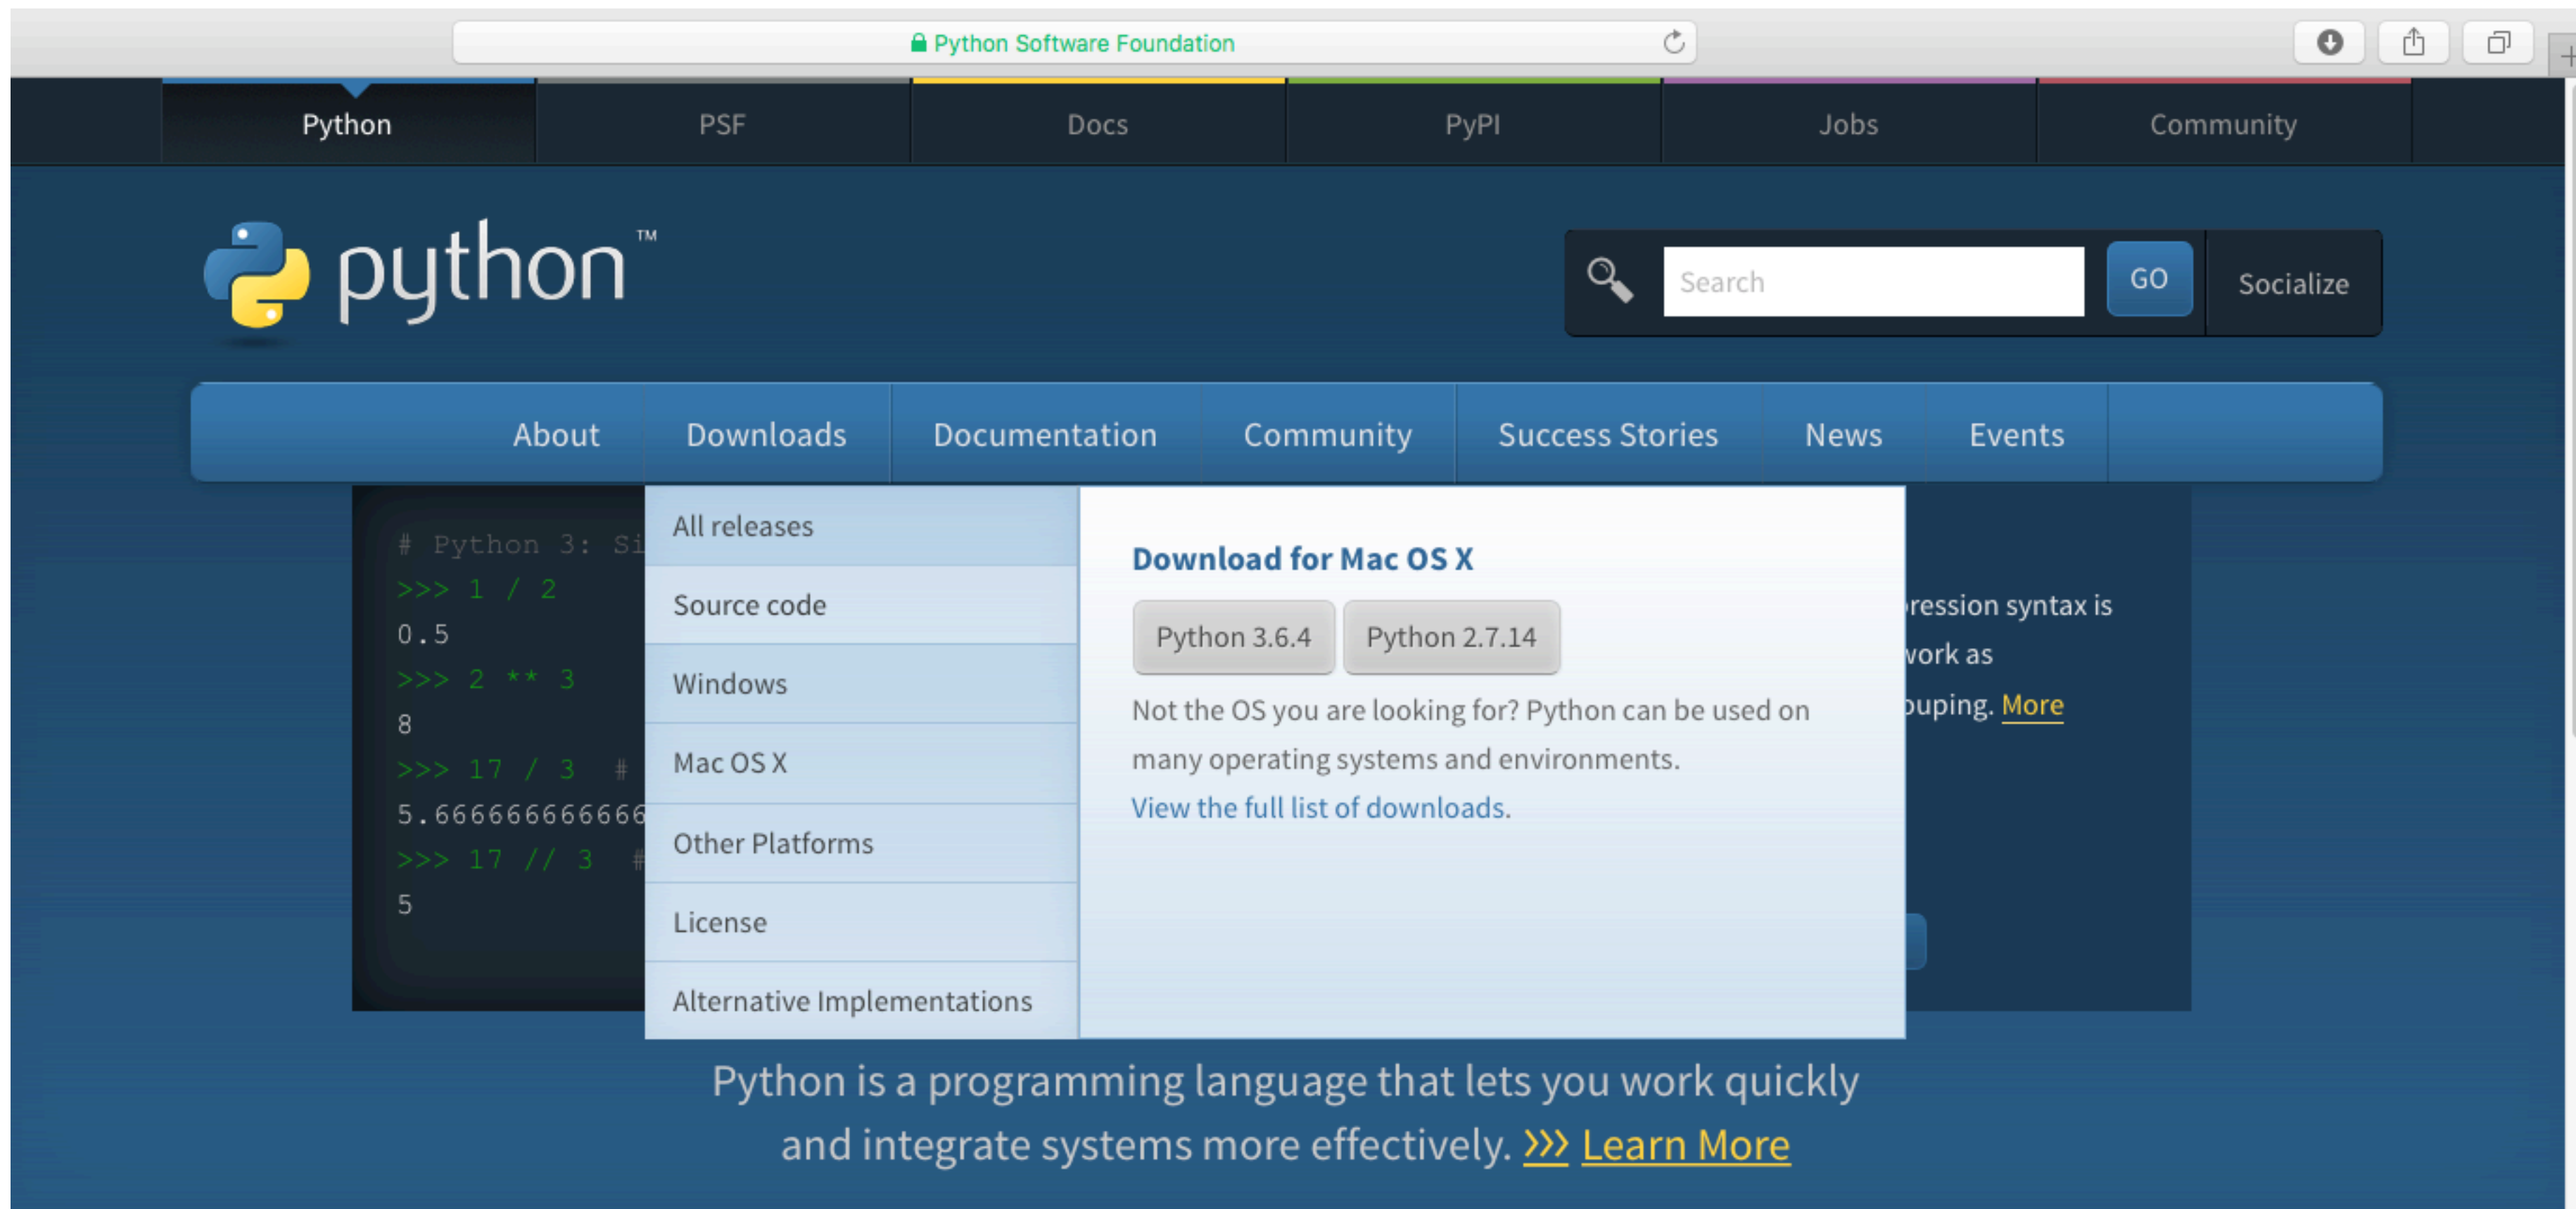 Python Software Foundation
Python PSF Docs PyPI Jobs Community
python™
Search GO Socialize
About Downloads Documentation Community Success Stories News Events
# Python 3:
>>> 1 / 2
0.5
>>> 2 ** 3
8
>>> 17 / 3 #
5.666666666666
>>> 17 // 3 #
5
All releases
Source code
Windows
Mac OS X
Other Platforms
License
Alternative Implementations
Download for Mac OS X
Python 3.6.4 Python 2.7.14
Not the OS you are looking for? Python can be used on
many operating systems and environments.
View the full list of downloads.
syntax is
work as
More
Python is a programming language that lets you work quickly
and integrate systems more effectively. >>> Learn More